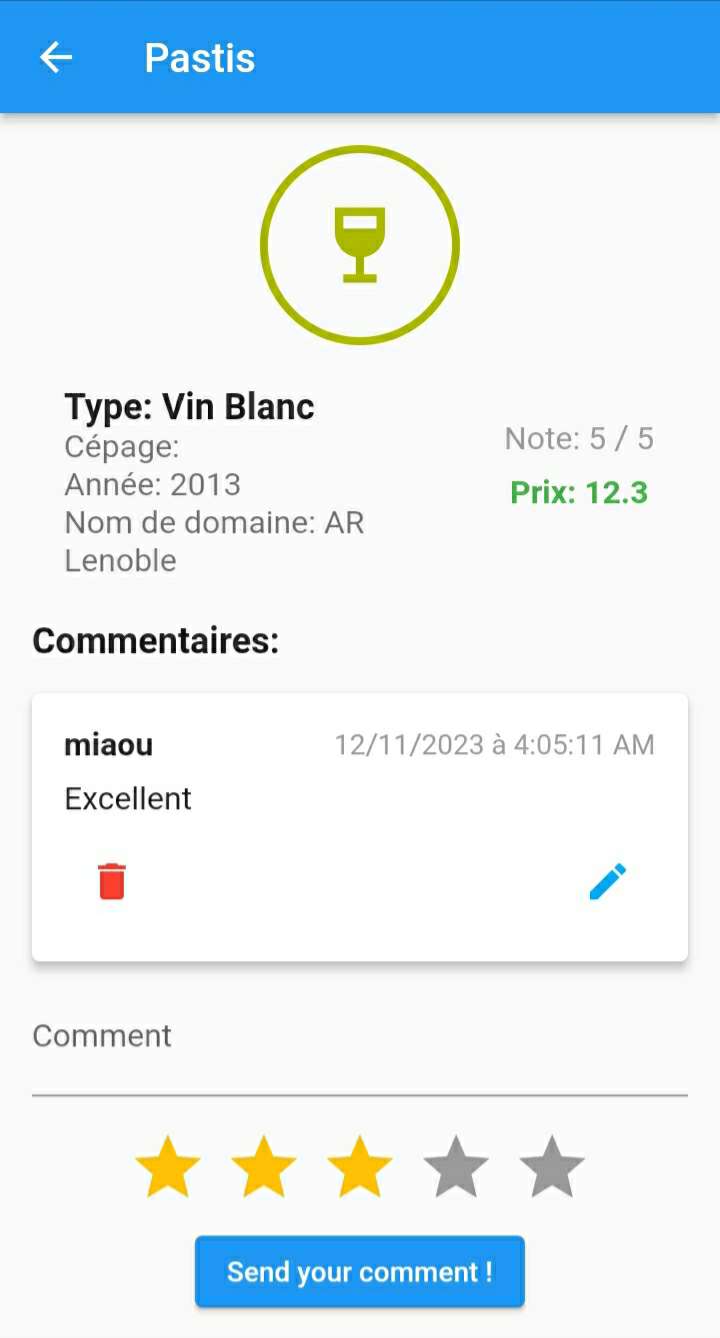 Pastis
Type: Vin Blanc
Cépage:
Année: 2013
Nom de domaine: AR
Lenoble
Note: 5 / 5
Prix: 12.3
Commentaires:
miaou 12/11/2023 à 4:05:11 AM
Excellent
Comment
Send your comment !